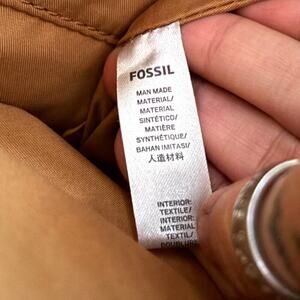 FOSSIL
MAN MADE
MATERIAL/
MATERIAL
SINTÉTICO/
MATIÈRE
SYNTHÉTIQUE/
BAHAN IMITASI/
人造材料
INTERIOR:
TEXTILE/
INTERIOR:
MATERIAL
TEXTIL/
DOUBLURE